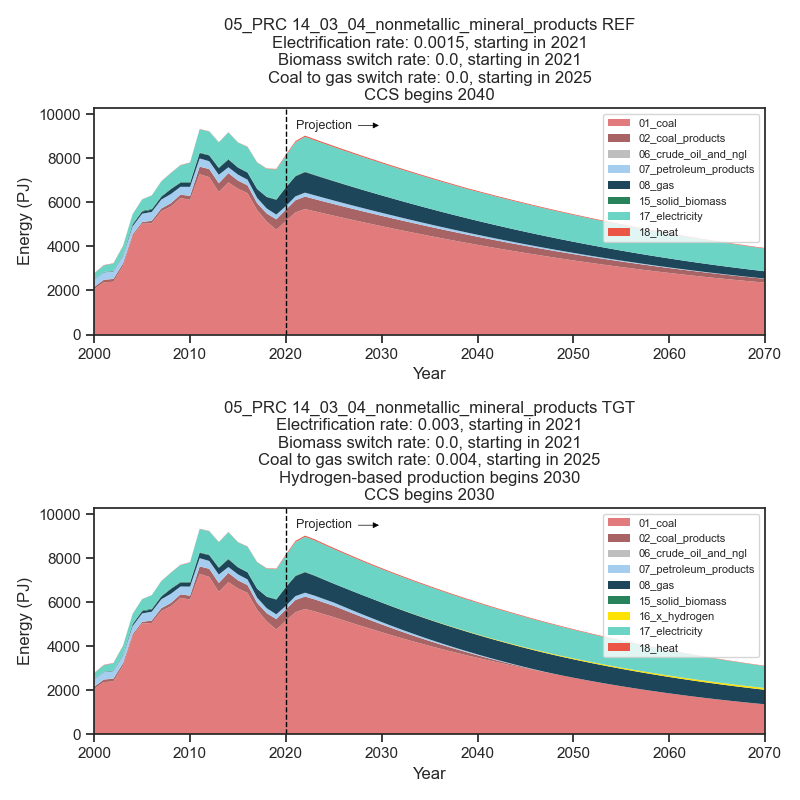 05_PRC 14_03_04_nonmetallic_mineral_products REF
Electrification rate: 0.0015, starting in 2021
Biomass switch rate: 0.0, starting in 2021
Coal to gas switch rate: 0.0, starting in 2025
CCS begins 2040
10000
8000
6000
4000
2000
0
Energy (PJ)
Projection
01_coal
02_coal_products
06_crude_oil_and_ngl
07_petroleum_products
08_gas
15_solid_biomass
17_electricity
18_heat
2000 2010 2020 2030 2040 2050 2060 2070
Year
05_PRC 14_03_04_nonmetallic_mineral_products TGT
Electrification rate: 0.003, starting in 2021
Biomass switch rate: 0.0, starting in 2021
Coal to gas switch rate: 0.004, starting in 2025
Hydrogen-based production begins 2030
CCS begins 2030
10000
8000
6000
4000
2000
0
Energy (PJ)
Projection
01_coal
02_coal_products
06_crude_oil_and_ngl
07_petroleum_products
08_gas
15_solid_biomass
16_x_hydrogen
17_electricity
18_heat
2000 2010 2020 2030 2040 2050 2060 2070
Year